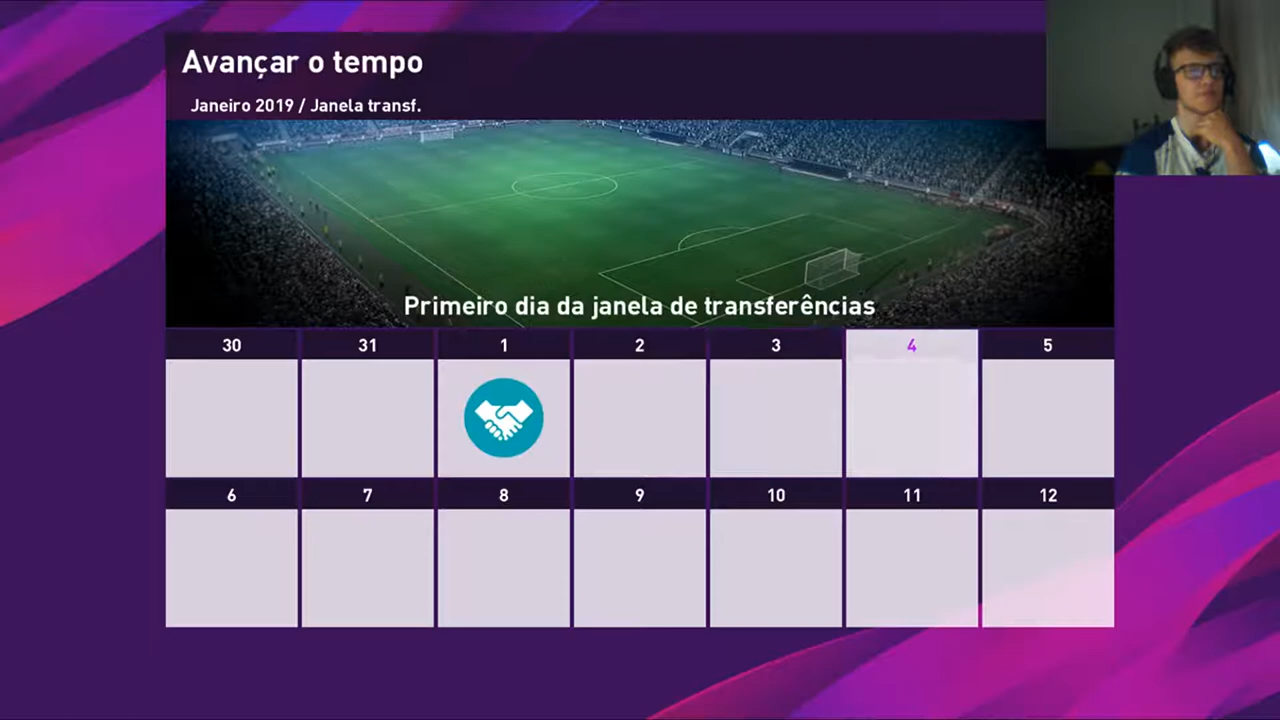 Avançar o tempo
Janeiro 2019 / Janela transf.
Primeiro dia da janela de transferências
30 31 1 2 3 4 5
6 7 8 9 10 11 12